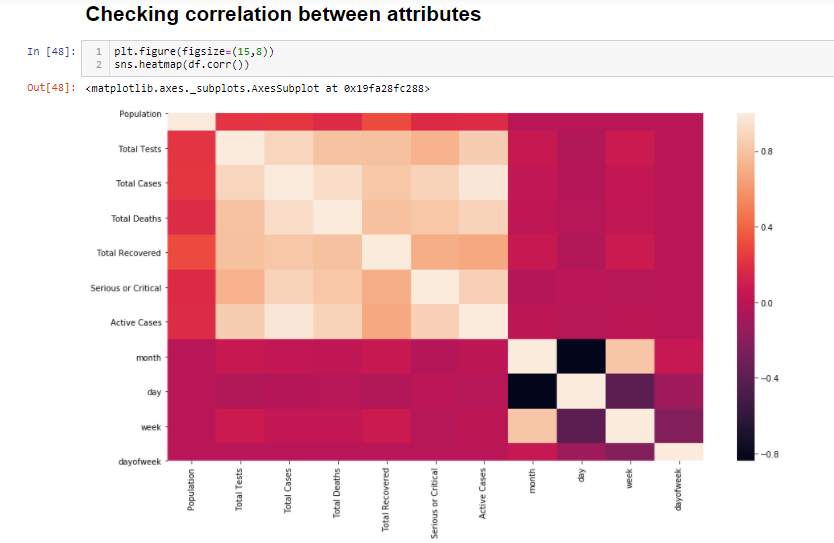 Checking correlation between attributes
In [48]:
1 plt.figure(figsize=(15,8))
2 sns.heatmap(df.corr())
Out[48]: <matplotlib.axes._subplots.AxesSubplot at 0x19fa28fc288>
Population
Total Tests
Total Cases
Total Deaths
Total Recovered
Serious or Critical
Active Cases
month
day
week
dayofweek
Population
Total Tests
Total Cases
Total Deaths
Total Recovered
Serious or Critical
Active Cases
month
day
week
dayofweek
0.8
0.4
0.0
−0.4
−0.8